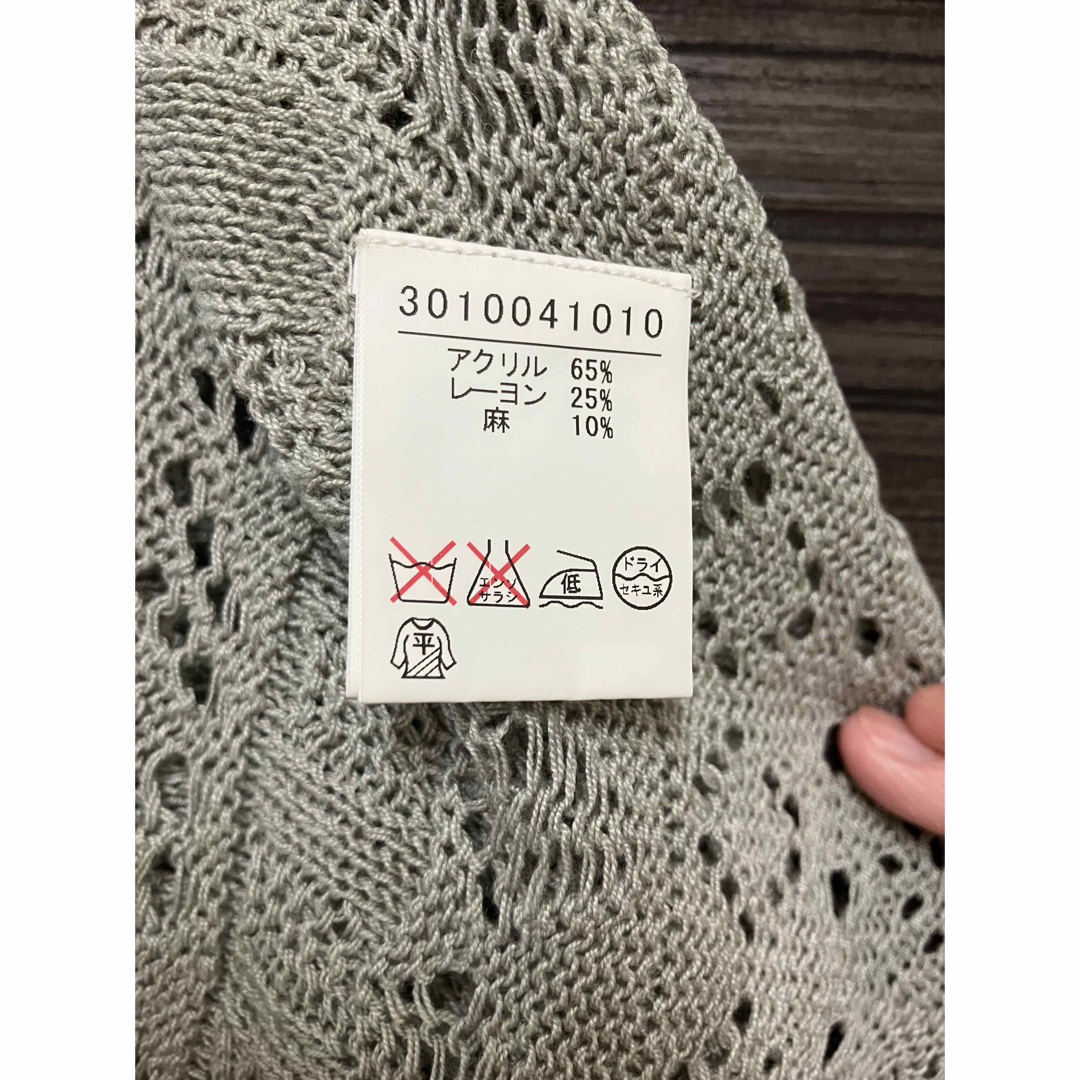 3010041010
アクリル 65%
レーヨン 25%
麻 10%
エンソ
サラシ
低
ドライ
セキユ系
平